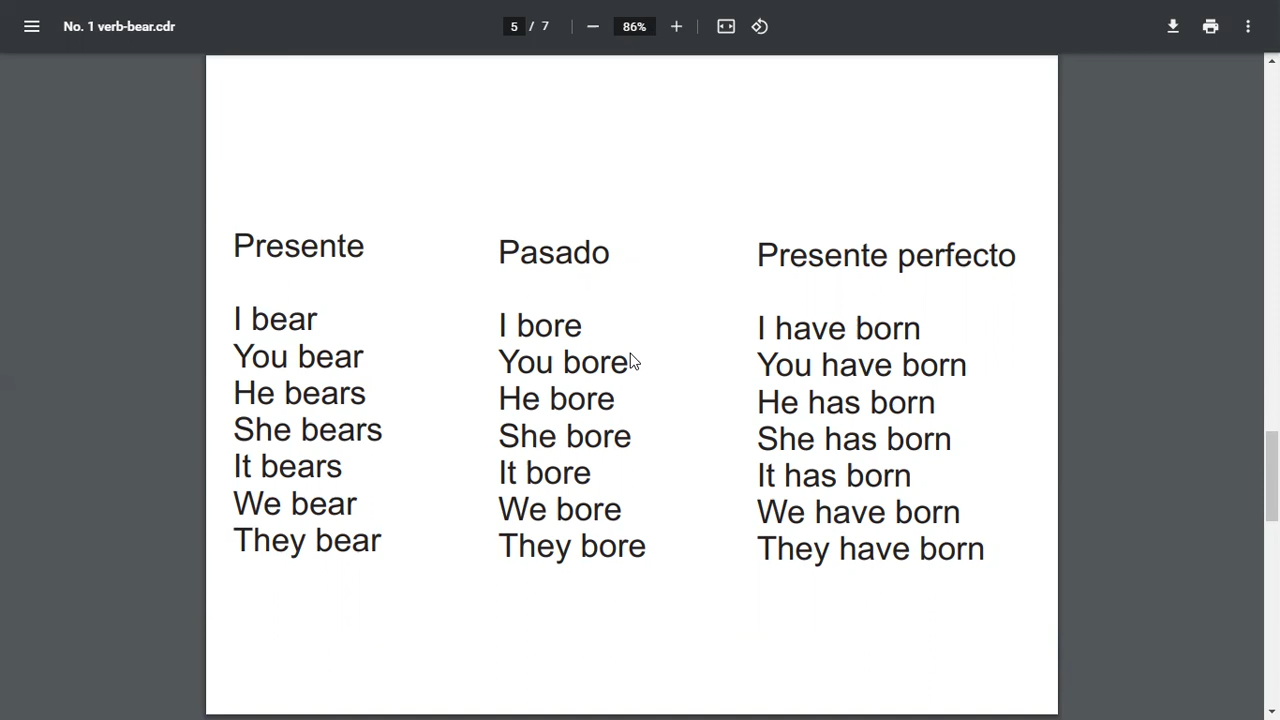 No. 1 verb-bear.cdr
5 / 7
86%
Presente
I bear
You bear
He bears
She bears
It bears
We bear
They bear
Pasado
I bore
You bore
He bore
She bore
It bore
We bore
They bore
Presente perfecto
I have born
You have born
He has born
She has born
It has born
We have born
They have born